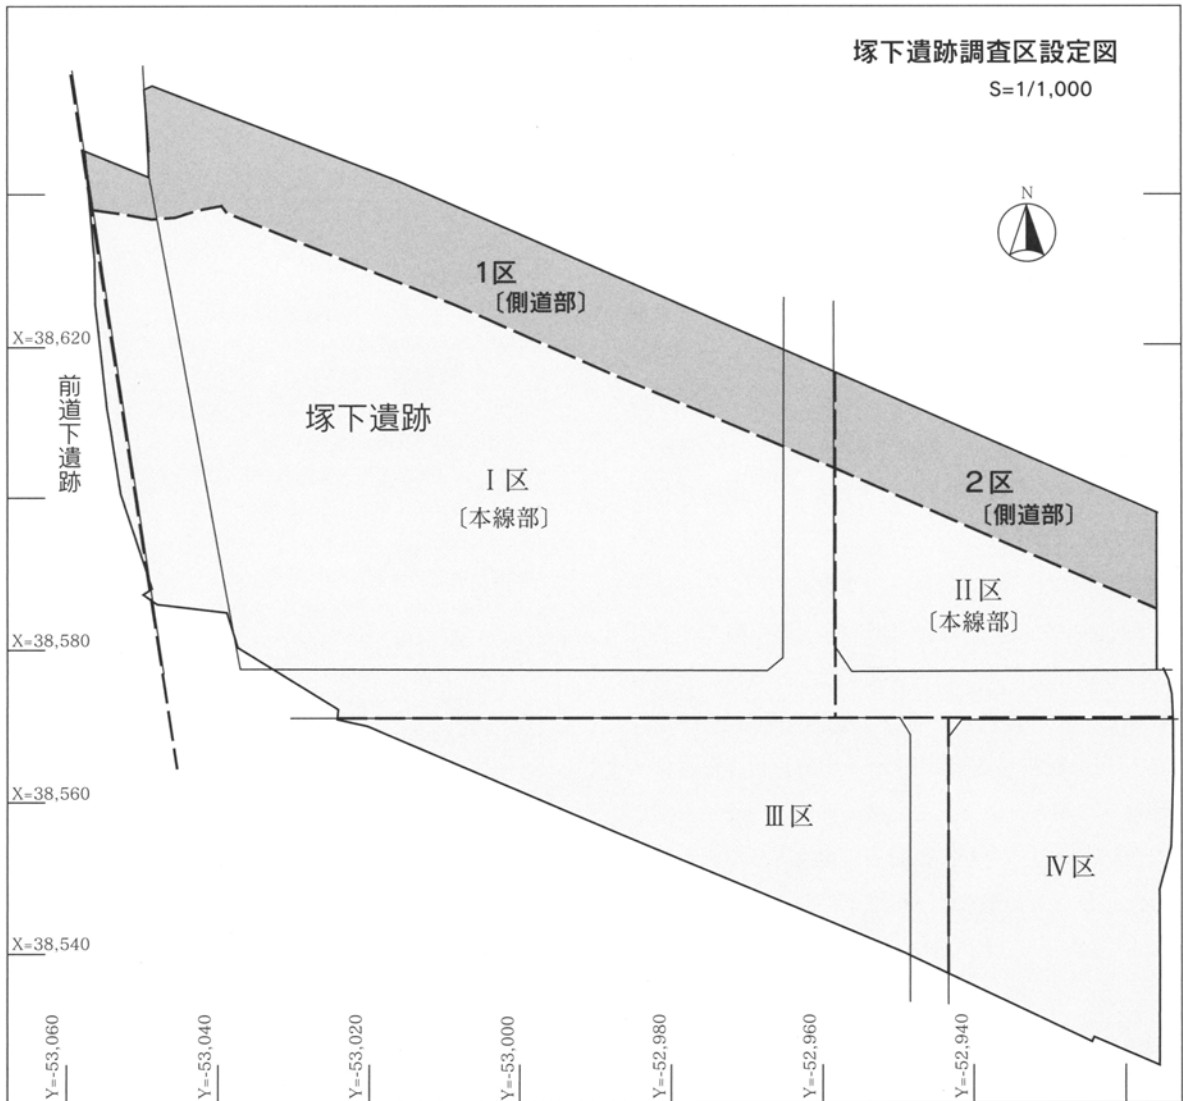 塚下遺跡調査区設定図
S=1/1,000
N
1区
〔側道部〕
X=38,620
前道下遺跡
塚下遺跡
Ⅰ区
〔本線部〕
2区
〔側道部〕
II区
〔本線部〕
X=38,580
X=38,560
Ⅲ区
Ⅳ区
X=38,540
Y=-53,060
Y=-53,040
Y=-53,020
Y=-53,000
Y=-52,980
Y=-52,960
Y=-52,940